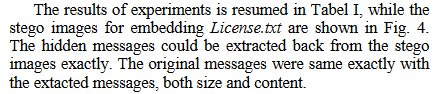 The results of experiments is resumed in Tabel I, while the
stego images for embedding License.txt are shown in Fig. 4.
The hidden messages could be extracted back from the stego
images exactly. The original messages were same exactly with
the extacted messages, both size and content.